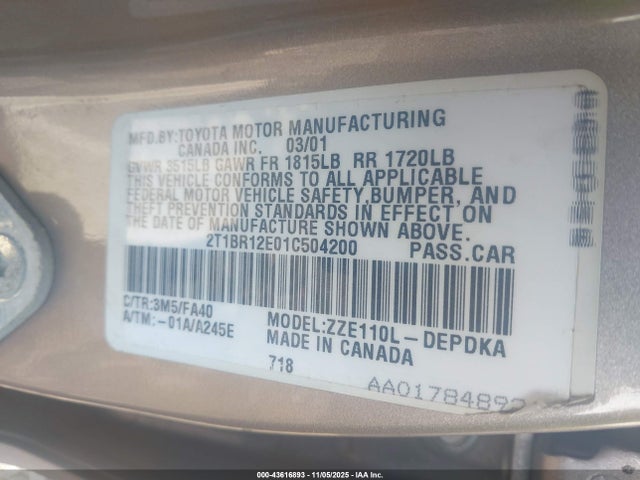 MFD.BY:TOYOTA MOTOR MANUFACTURING
CANADA INC. 03/01
GVWR 3515LB GAWR FR 1815LB RR 1720LB
THIS VEHICLE CONFORMS TO ALL APPLICABLE
FEDERAL MOTOR VEHICLE SAFETY,BUMPER, AND
THEFT PREVENTION STANDARDS IN EFFECT ON
THE DATE OF MANUFACTURE SHOWN ABOVE.
2T1BR12E01C504200 PASS.CAR
C/TR:3M5/FA40
A/TM:-01A/A245E
MODEL:ZZE110L-DEPDKA
MADE IN CANADA
718
000-43616893 - 11/05/2025 - IAA Inc.